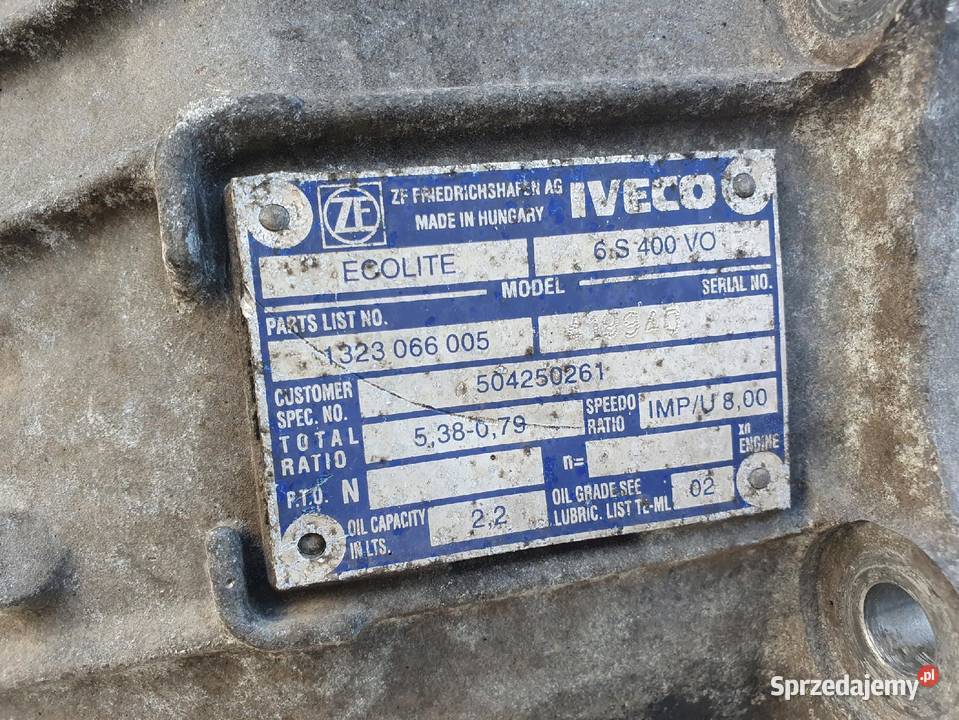 ZF
ZF FRIEDRICHSHAFEN AG
MADE IN HUNGARY
IVECO
ECOLITE
6 S 400 VO
MODEL
SERIAL NO.
PARTS LIST NO.
1323 066 005
CUSTOMER
SPEC. NO.
504250261
TOTAL
RATIO
5,38-0,79
SPEEDO
RATIO
IMP/U 8,00
P.T.O. N
n=
xn
ENGINE
OIL CAPACITY
IN LTS.
2,2
OIL GRADE SEE
LUBRIC. LIST TE-ML
02
Sprzedajemy.pl